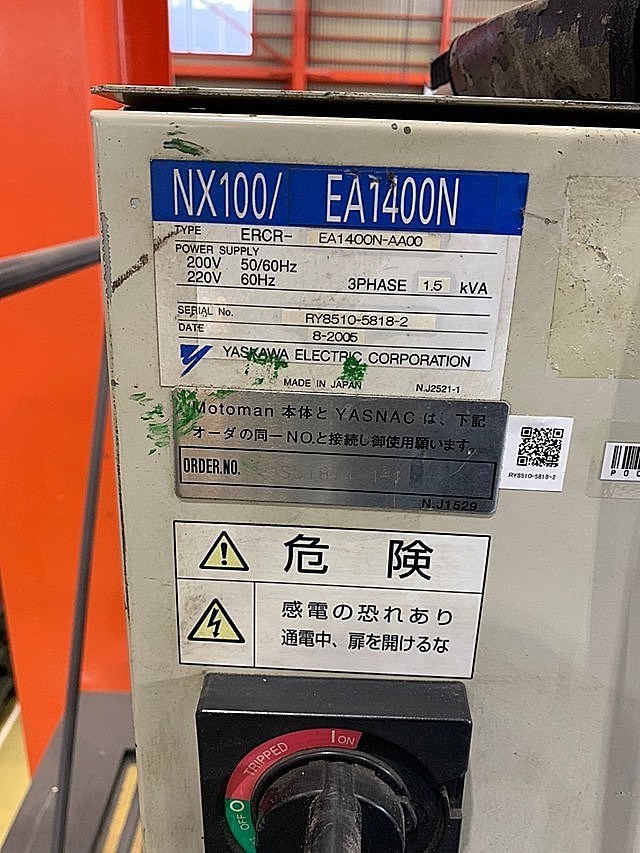 NX100/ EA1400N
TYPE ERCR- EA1400N-AA00
POWER SUPPLY
200V 50/60Hz
220V 60Hz 3PHASE 1.5 kVA
SERIAL No. RY8510-5818-2
DATE 8-2005
YASKAWA ELECTRIC CORPORATION
MADE IN JAPAN N.J2521-1
Motoman 本体と YASNAC は、下記
オーダの同一NO.と接続し御使用願います。
ORDER.NO.
N.J1529
RY8510-5818-2
危険
感電の恐れあり
通電中、扉を開けるな
TRIPPED I ON
OFF O